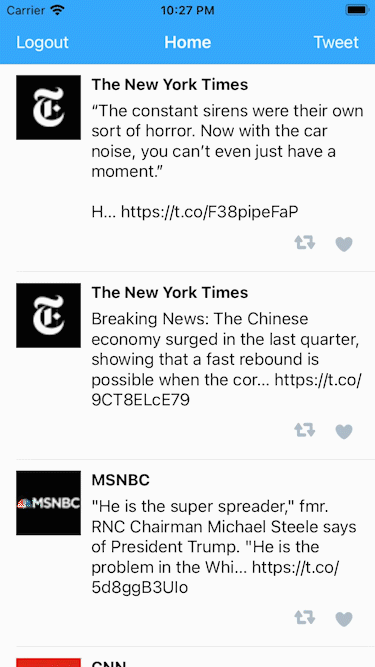 Carrier 10:27 PM
Logout Home Tweet
The New York Times
“The constant sirens were their own
sort of horror. Now with the car
noise, you can’t even just have a
moment.”
H... https://t.co/F38pipeFaP
The New York Times
Breaking News: The Chinese
economy surged in the last quarter,
showing that a fast rebound is
possible when the cor... https://t.co/
9CT8ELcE79
MSNBC
MSNBC
"He is the super spreader," fmr.
RNC Chairman Michael Steele says
of President Trump. "He is the
problem in the Whi... https://t.co/
5d8ggB3UIo
CNN